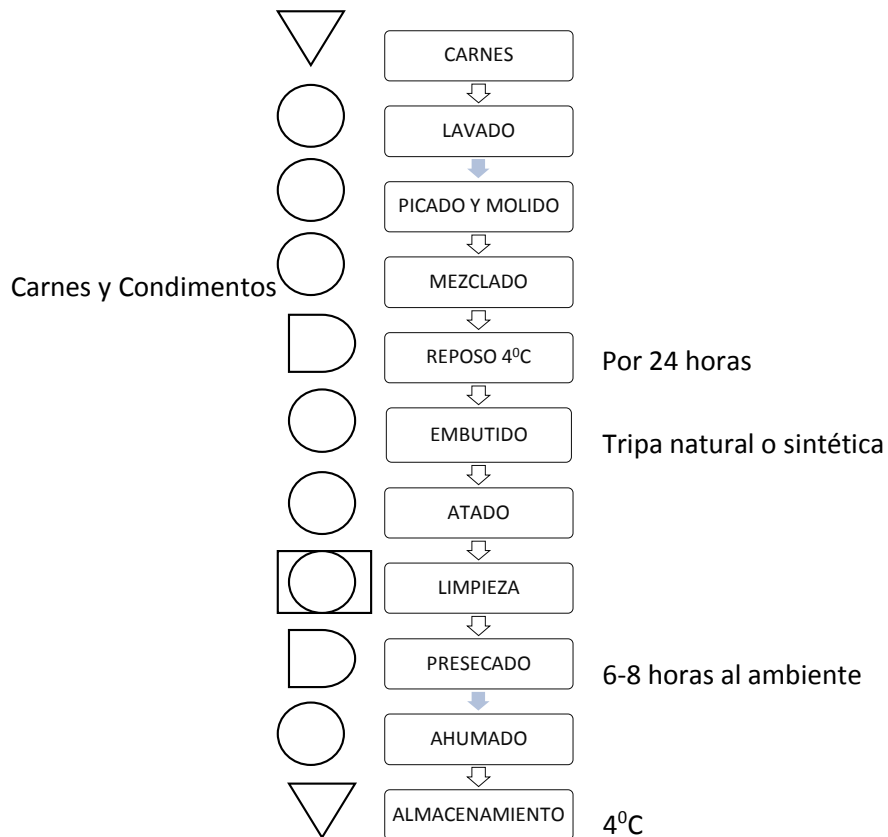 CARNES
LAVADO
PICADO Y MOLIDO
Carnes y Condimentos
MEZCLADO
REPOSO 4⁰C
Por 24 horas
EMBUTIDO
Tripa natural o sintética
ATADO
LIMPIEZA
PRESECADO
6-8 horas al ambiente
AHUMADO
ALMACENAMIENTO
4⁰C